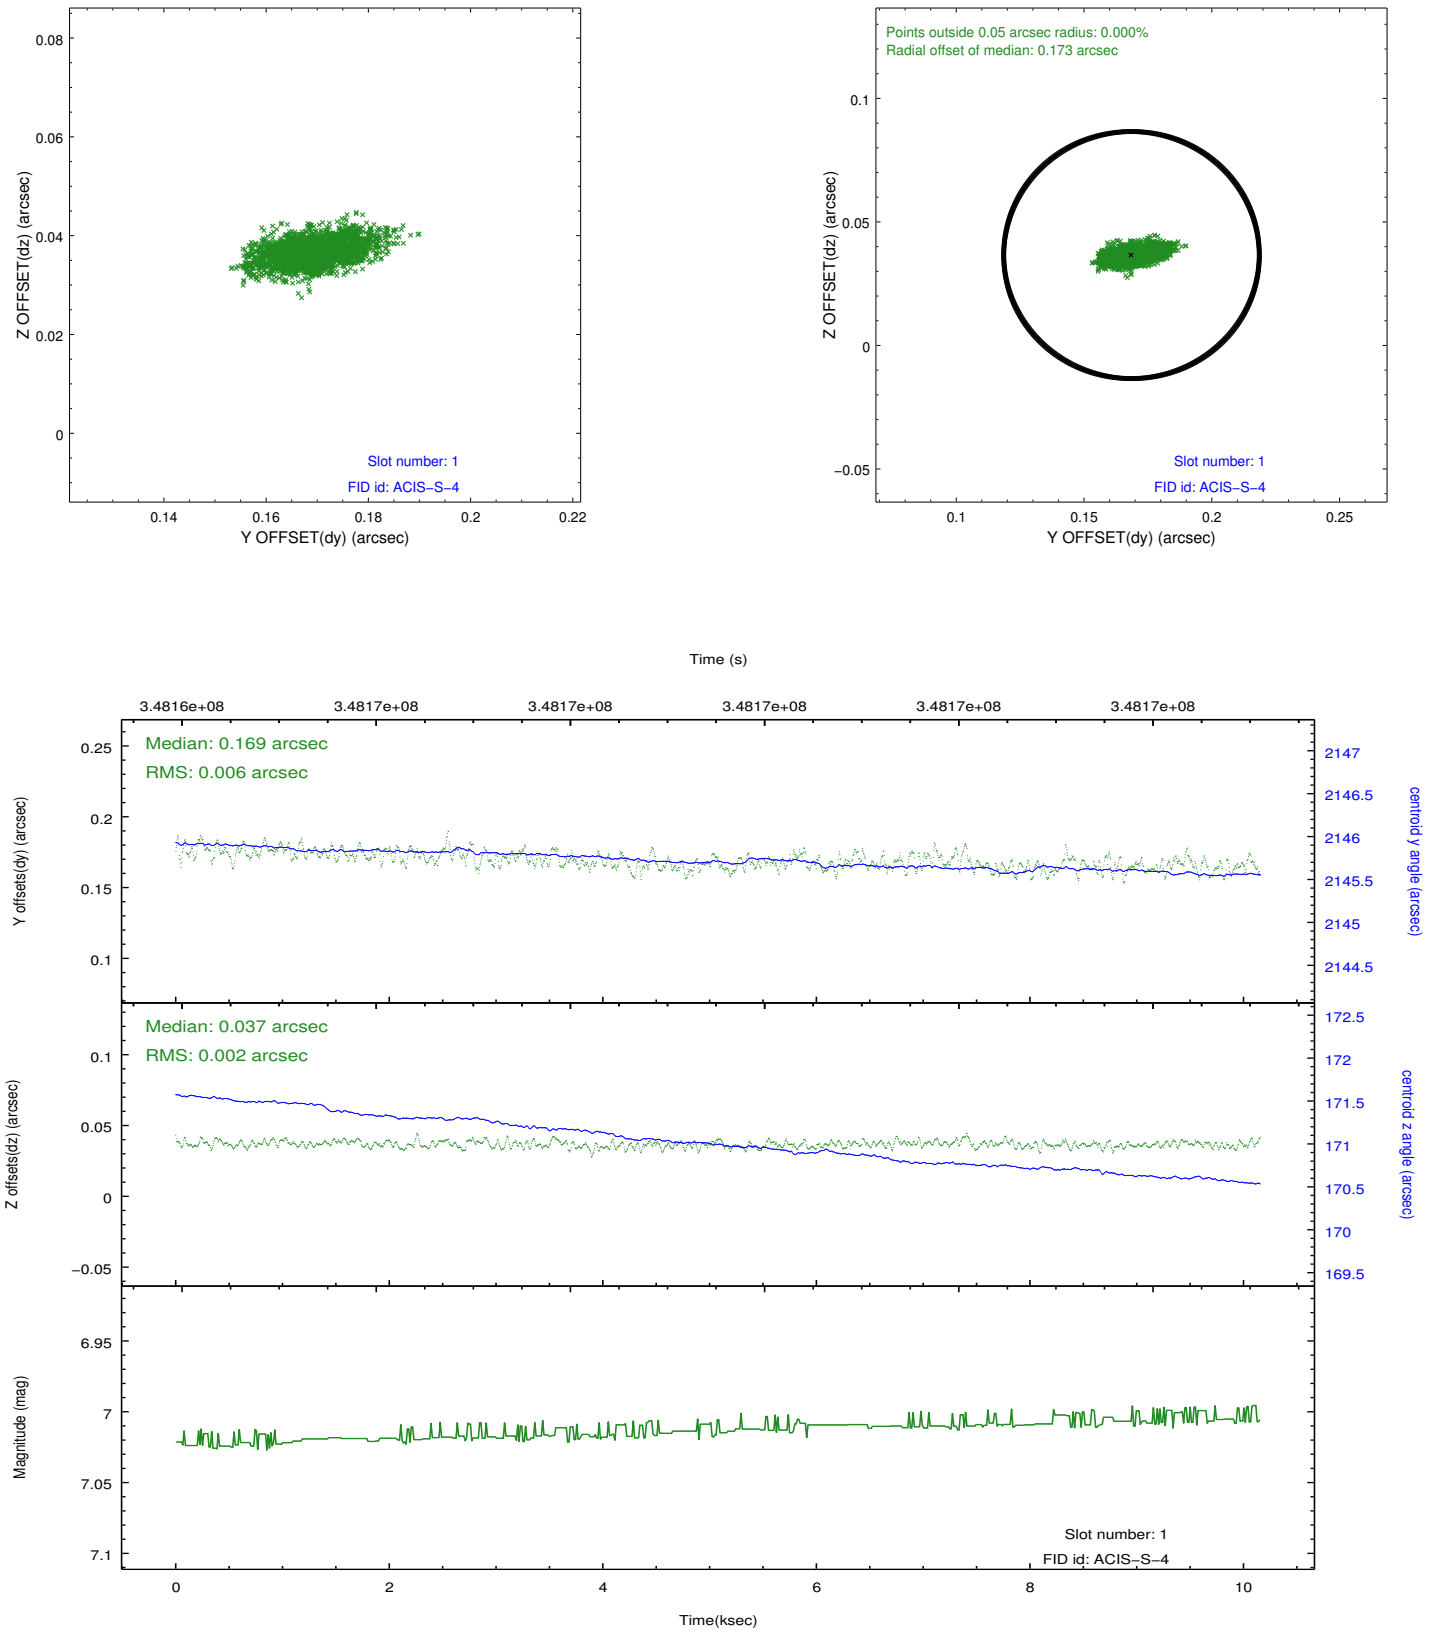 0.08
0.06
0.04
0.02
0
Z OFFSET(dz) (arcsec)
Slot number: 1
FID id: ACIS−S−4
0.14 0.16 0.18 0.2 0.22
Y OFFSET(dy) (arcsec)
Points outside 0.05 arcsec radius: 0.000%
Radial offset of median: 0.173 arcsec
0.1
0.05
0
−0.05
Z OFFSET(dz) (arcsec)
Slot number: 1
FID id: ACIS−S−4
0.1 0.15 0.2 0.25
Y OFFSET(dy) (arcsec)
Time (s)
3.4816e+08 3.4817e+08 3.4817e+08 3.4817e+08 3.4817e+08 3.4817e+08
Median: 0.169 arcsec
RMS: 0.006 arcsec
0.25
0.2
0.15
0.1
Y offsets(dy) (arcsec)
2147
2146.5
2146
2145.5
2145
2144.5
centroid y angle (arcsec)
Median: 0.037 arcsec
RMS: 0.002 arcsec
0.1
0.05
0
−0.05
Z offsets(dz) (arcsec)
172.5
172
171.5
171
170.5
170
169.5
centroid z angle (arcsec)
6.95
7
7.05
7.1
Magnitude (mag)
Slot number: 1
FID id: ACIS−S−4
0 2 4 6 8 10
Time(ksec)